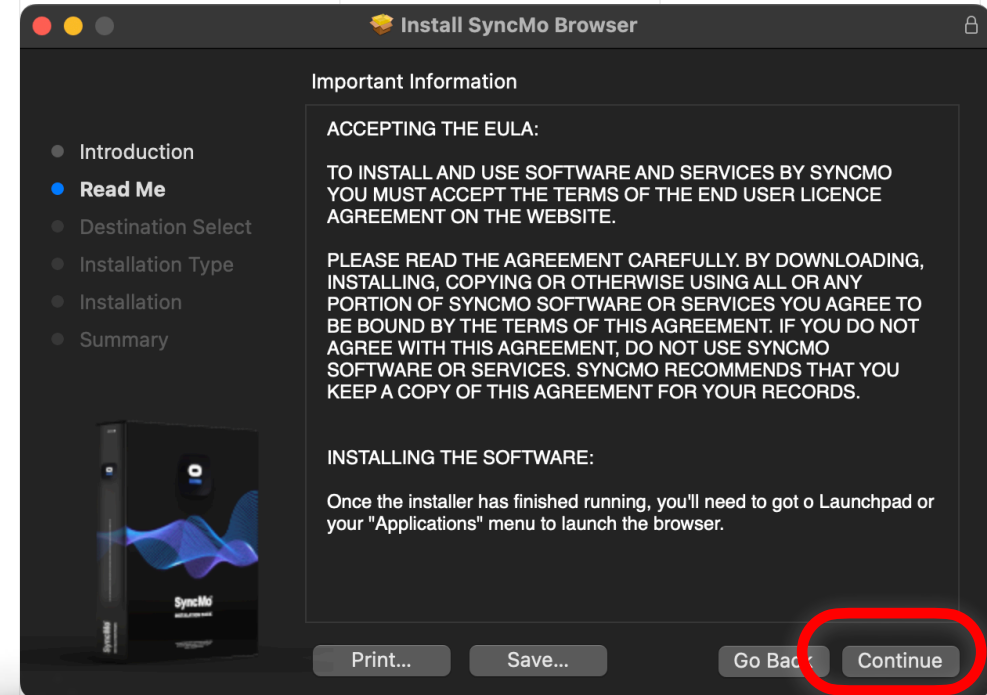 Install SyncMo Browser
Important Information
Introduction
Read Me
Destination Select
Installation Type
Installation
Summary
ACCEPTING THE EULA:
TO INSTALL AND USE SOFTWARE AND SERVICES BY SYNCMO
YOU MUST ACCEPT THE TERMS OF THE END USER LICENCE
AGREEMENT ON THE WEBSITE.
PLEASE READ THE AGREEMENT CAREFULLY. BY DOWNLOADING,
INSTALLING, COPYING OR OTHERWISE USING ALL OR ANY
PORTION OF SYNCMO SOFTWARE OR SERVICES YOU AGREE TO
BE BOUND BY THE TERMS OF THIS AGREEMENT. IF YOU DO NOT
AGREE WITH THIS AGREEMENT, DO NOT USE SYNCMO
SOFTWARE OR SERVICES. SYNCMO RECOMMENDS THAT YOU
KEEP A COPY OF THIS AGREEMENT FOR YOUR RECORDS.
INSTALLING THE SOFTWARE:
Once the installer has finished running, you'll need to got o Launchpad or
your "Applications" menu to launch the browser.
SyncMo
SyncMo
Print...
Save...
Go Back
Continue